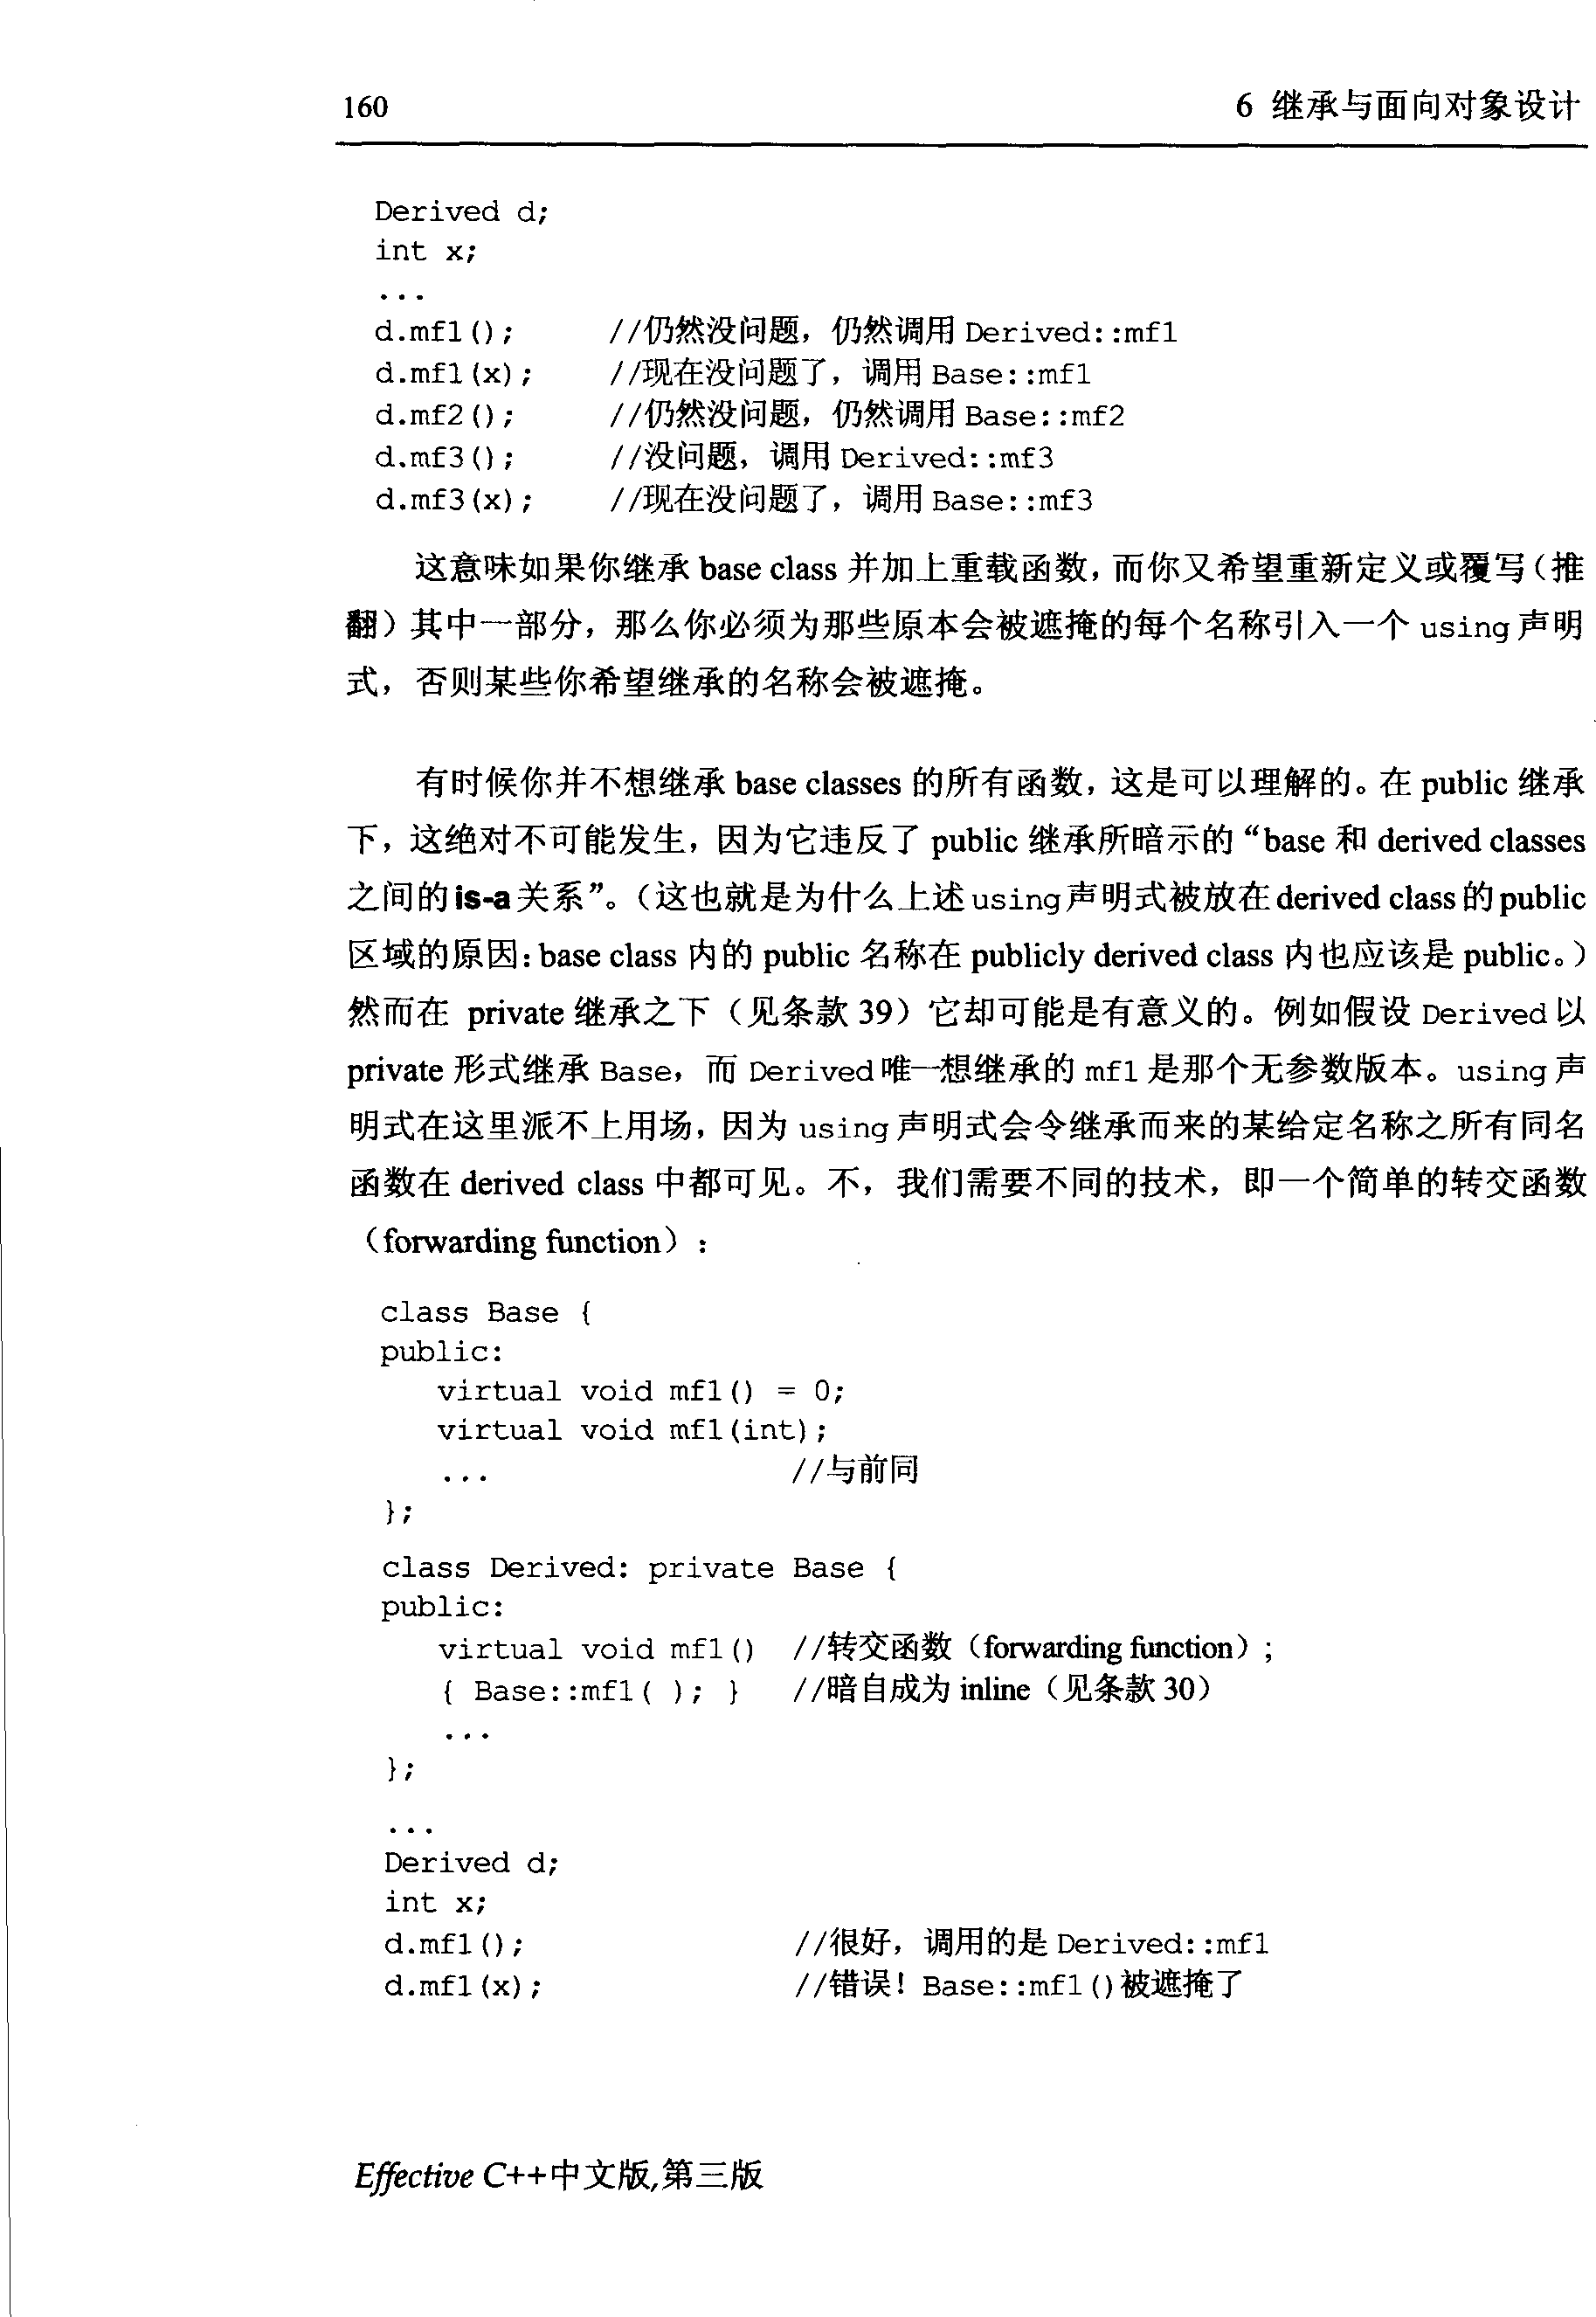 160 6 继承与面向对象设计
Derived d;
int x;
...
d.mf1(); //仍然没问题，仍然调用 Derived::mf1
d.mf1(x); //现在没问题了，调用 Base::mf1
d.mf2(); //仍然没问题，仍然调用 Base::mf2
d.mf3(); //没问题，调用 Derived::mf3
d.mf3(x); //现在没问题了，调用 Base::mf3
这意味如果你继承 base class 并加上重载函数，而你又希望重新定义或覆写（推
翻）其中一部分，那么你必须为那些原本会被遮掩的每个名称引入一个 using 声明
式，否则某些你希望继承的名称会被遮掩。
有时候你并不想继承 base classes 的所有函数，这是可以理解的。在 public 继承
下，这绝对不可能发生，因为它违反了 public 继承所暗示的“base 和 derived classes
之间的 is-a 关系”。（这也就是为什么上述 using 声明式被放在 derived class 的 public
区域的原因：base class 内的 public 名称在 publicly derived class 内也应该是 public。）
然而在 private 继承之下（见条款 39）它却可能是有意义的。例如假设 Derived 以
private 形式继承 Base，而 Derived 唯一想继承的 mf1 是那个无参数版本。using 声
明式在这里派不上用场，因为 using 声明式会令继承而来的某给定名称之所有同名
函数在 derived class 中都可见。不，我们需要不同的技术，即一个简单的转交函数
（forwarding function）：
class Base {
public:
virtual void mf1() = 0;
virtual void mf1(int);
... //与前同
};
class Derived: private Base {
public:
virtual void mf1() //转交函数（forwarding function）;
{ Base::mf1( ); } //暗自成为 inline（见条款 30）
...
};
...
Derived d;
int x;
d.mf1(); //很好，调用的是 Derived::mf1
d.mf1(x); //错误！Base::mf1()被遮掩了
Effective C++中文版,第三版